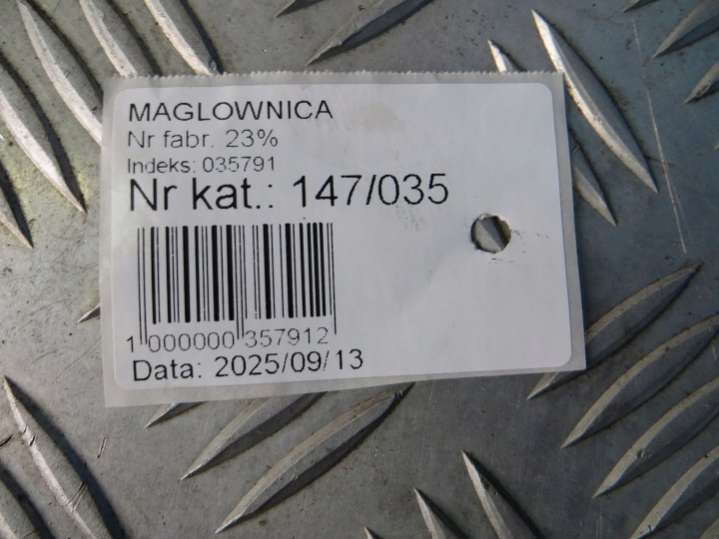 MAGLOWNICA
Nr fabr. 23%
Indeks: 035791
Nr kat.: 147/035
1 000000 357912
Data: 2025/09/13